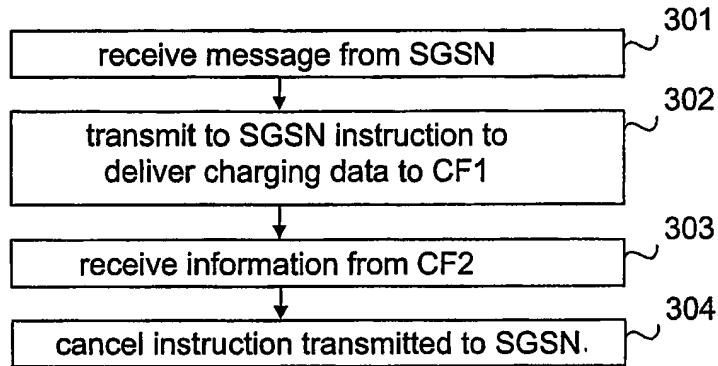 301
receive message from SGSN
302
transmit to SGSN instruction to
deliver charging data to CF1
303
receive information from CF2
304
cancel instruction transmitted to SGSN.